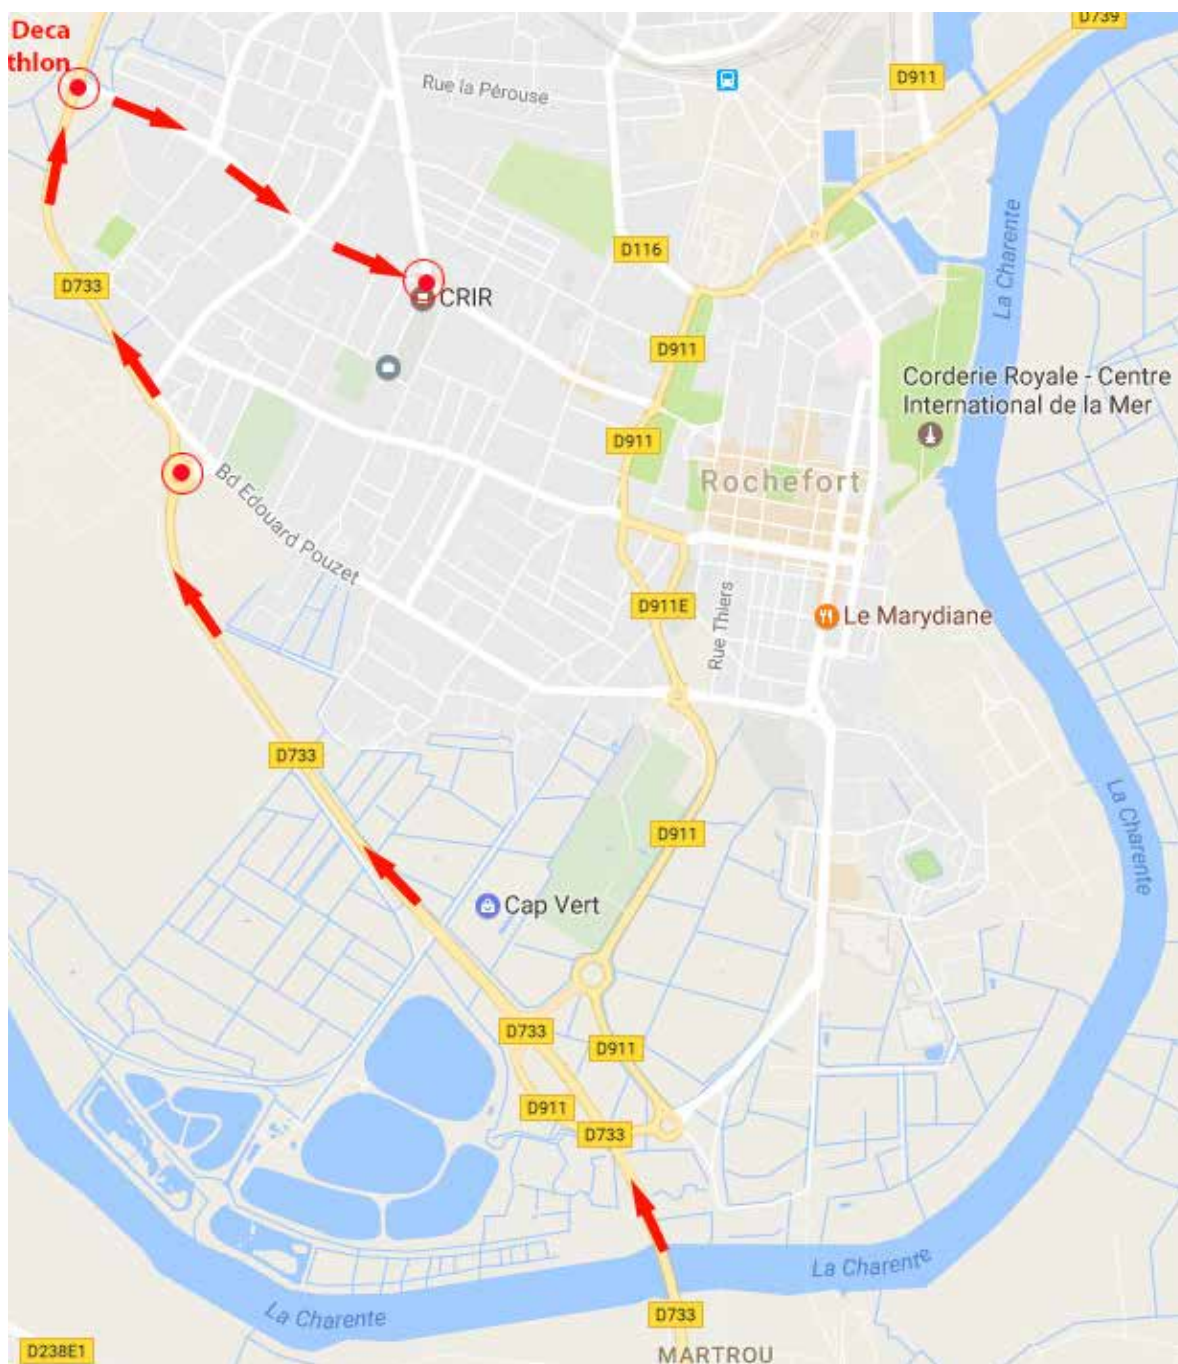 Deca
thlon
D739
D911
Rue la Pérouse
La Charente
D116
D733
CRIR
D911
Corderie Royale - Centre
International de la Mer
D911
Rochefort
Bd Edouard Pouzet
D911E
Rue Thiers
Le Marydiane
D733
La Charente
D911
Cap Vert
D733
D911
D911
D733
La Charente
La Charente
D733
D238E1
MARTROU